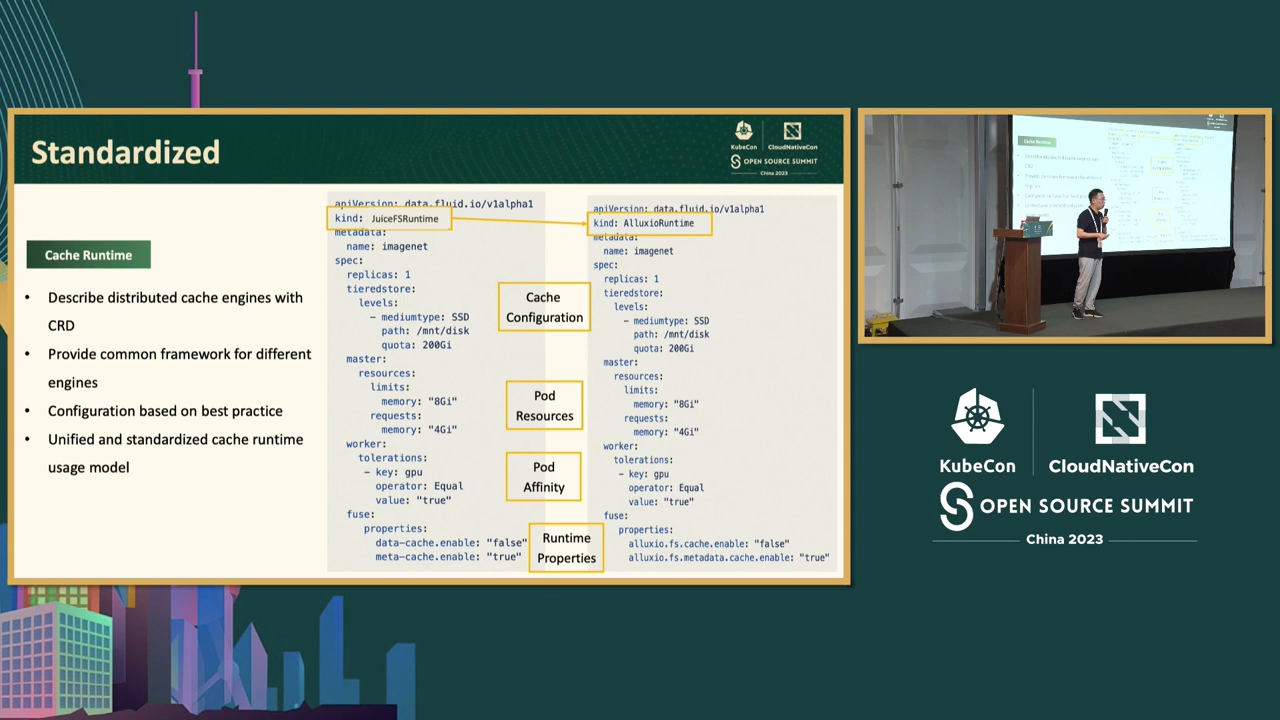 Standardized
KubeCon
CloudNativeCon
OPEN SOURCE SUMMIT
China 2023
Cache Runtime
• Describe distributed cache engines with
CRD
• Provide common framework for different
engines
• Configuration based on best practice
• Unified and standardized cache runtime
usage model
apiVersion: data.fluid.io/v1alpha1
kind: JuiceFSRuntime
metadata:
name: imagenet
spec:
replicas: 1
tieredstore:
levels:
- mediumtype: SSD
path: /mnt/disk
quota: 200Gi
master:
resources:
limits:
memory: "8Gi"
requests:
memory: "4Gi"
worker:
tolerations:
- key: gpu
operator: Equal
value: "true"
fuse:
properties:
data-cache.enable: "false"
meta-cache.enable: "true"
Cache
Configuration
Pod
Resources
Pod
Affinity
Runtime
Properties
apiVersion: data.fluid.io/v1alpha1
kind: AlluxioRuntime
metadata:
name: imagenet
spec:
replicas: 1
tieredstore:
levels:
- mediumtype: SSD
path: /mnt/disk
quota: 200Gi
master:
resources:
limits:
memory: "8Gi"
requests:
memory: "4Gi"
worker:
tolerations:
- key: gpu
operator: Equal
value: "true"
fuse:
properties:
alluxio.fs.cache.enable: "false"
alluxio.fs.metadata.cache.enable: "true"
KubeCon
CloudNativeCon
OPEN SOURCE SUMMIT
China 2023